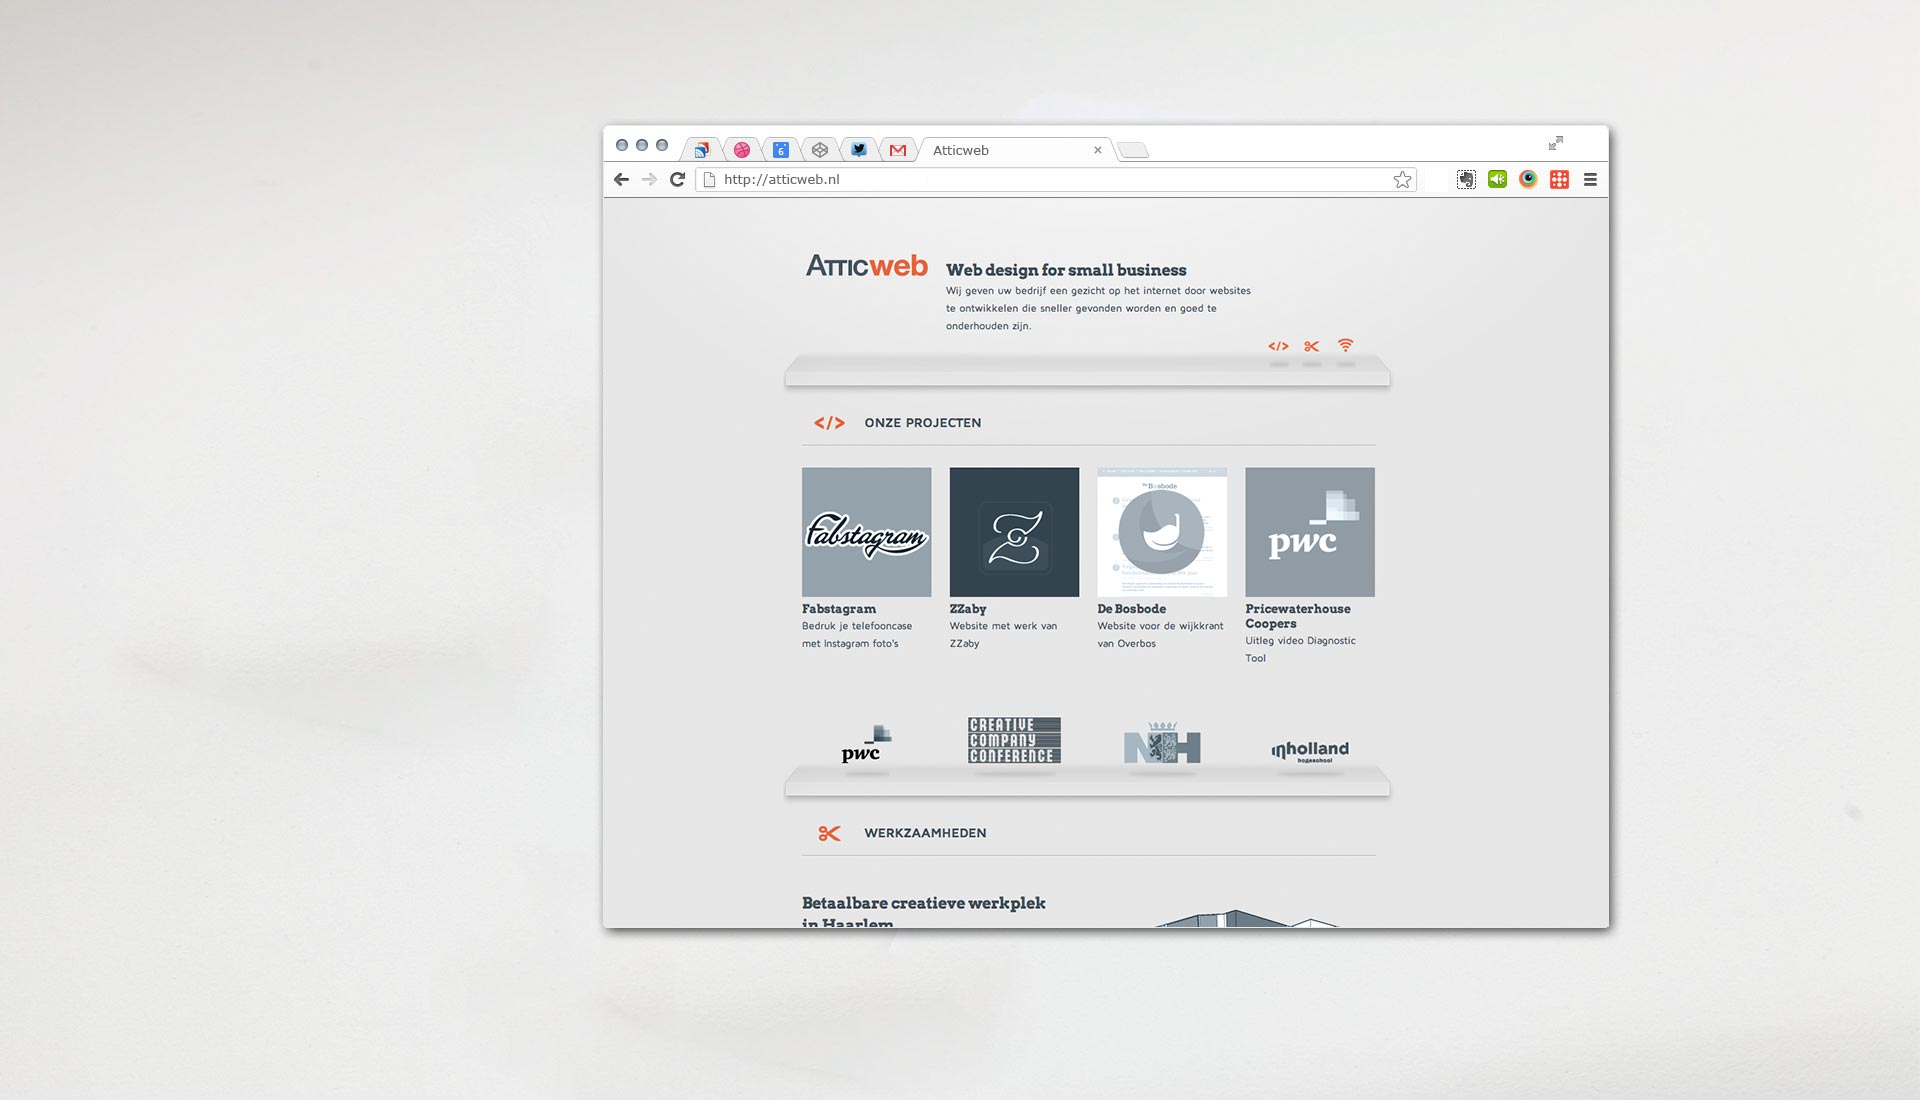 Atticweb
http://atticweb.nl
6
ATTICweb
Web design for small business
Wij geven uw bedrijf een gezicht op het internet door websites
te ontwikkelen die sneller gevonden worden en goed te
onderhouden zijn.
</>
</> ONZE PROJECTEN
Fabstagram
Z
De Bosbode
pwc
Fabstagram
Bedruk je telefooncase
met Instagram foto's
ZZaby
Website met werk van
ZZaby
De Bosbode
Website voor de wijkkrant
van Overbos
Pricewaterhouse
Coopers
Uitleg video Diagnostic
Tool
pwc
CREATIVE
COMPANY
CONFERENCE
NH
inholland
hogeschool
WERKZAAMHEDEN
Betaalbare creatieve werkplek
in Haarlem